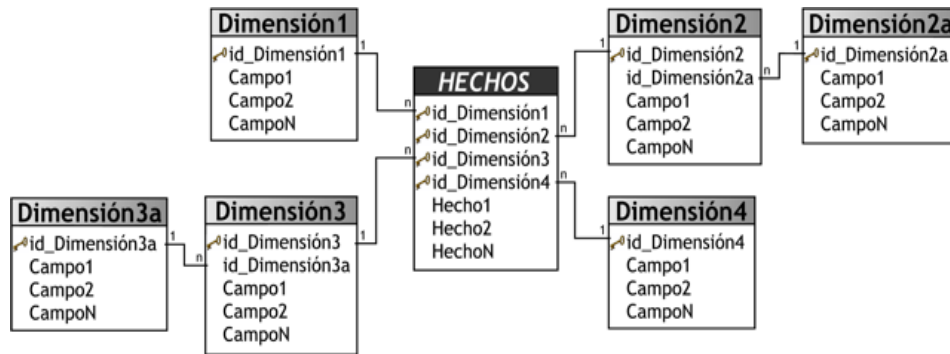 Dimensión1
id_Dimensión1
Campo1
Campo2
CampoN
1
n
HECHOS
id_Dimensión1
id_Dimensión2
id_Dimensión3
id_Dimensión4
Hecho1
Hecho2
HechoN
n
n
n
Dimensión2
id_Dimensión2
id_Dimensión2a
Campo1
Campo2
CampoN
1
n
Dimensión2a
id_Dimensión2a
Campo1
Campo2
CampoN
1
Dimensión3a
id_Dimensión3a
Campo1
Campo2
CampoN
1
n
Dimensión3
id_Dimensión3
id_Dimensión3a
Campo1
Campo2
CampoN
1
Dimensión4
id_Dimensión4
Campo1
Campo2
CampoN
1